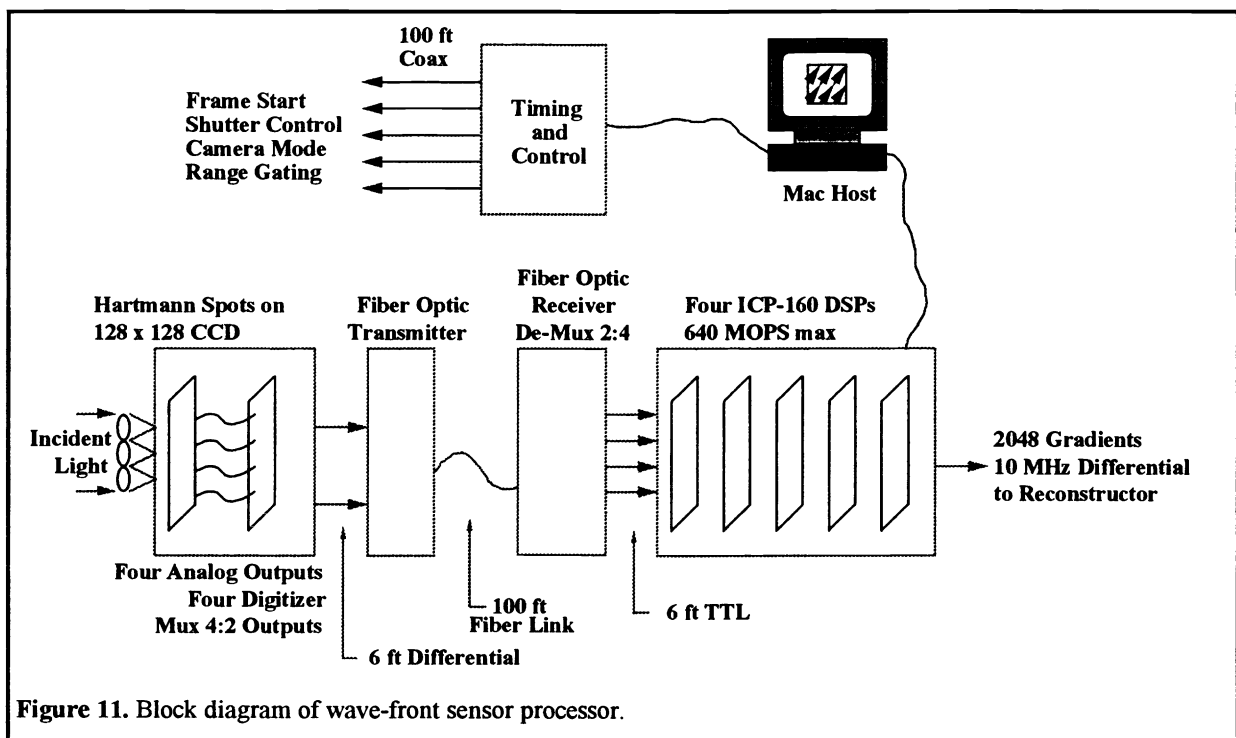 100 ft
Coax
Frame Start
Shutter Control
Camera Mode
Range Gating
Timing
and
Control
Mac Host
Hartmann Spots on
128 x 128 CCD
Fiber Optic
Transmitter
Fiber Optic
Receiver
De-Mux 2:4
Four ICP-160 DSPs
640 MOPS max
Incident
Light
2048 Gradients
10 MHz Differential
to Reconstructor
Four Analog Outputs
Four Digitizer
Mux 4:2 Outputs
6 ft Differential
100 ft
Fiber Link
6 ft TTL
Figure 11. Block diagram of wave-front sensor processor.